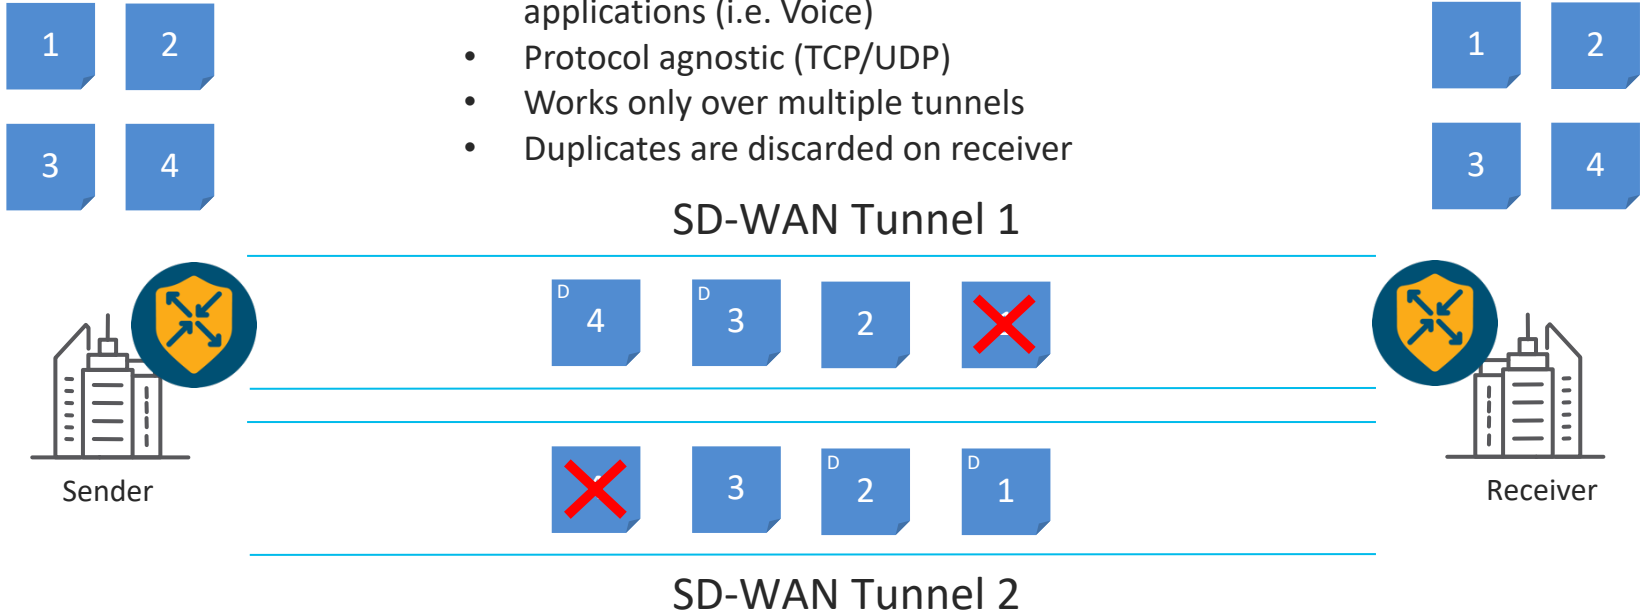 applications (i.e. Voice)
• Protocol agnostic (TCP/UDP)
• Works only over multiple tunnels
• Duplicates are discarded on receiver
1 2
3 4
1 2
3 4
SD-WAN Tunnel 1
D 4
D 3
2
3
D 2
D 1
Sender
Receiver
SD-WAN Tunnel 2